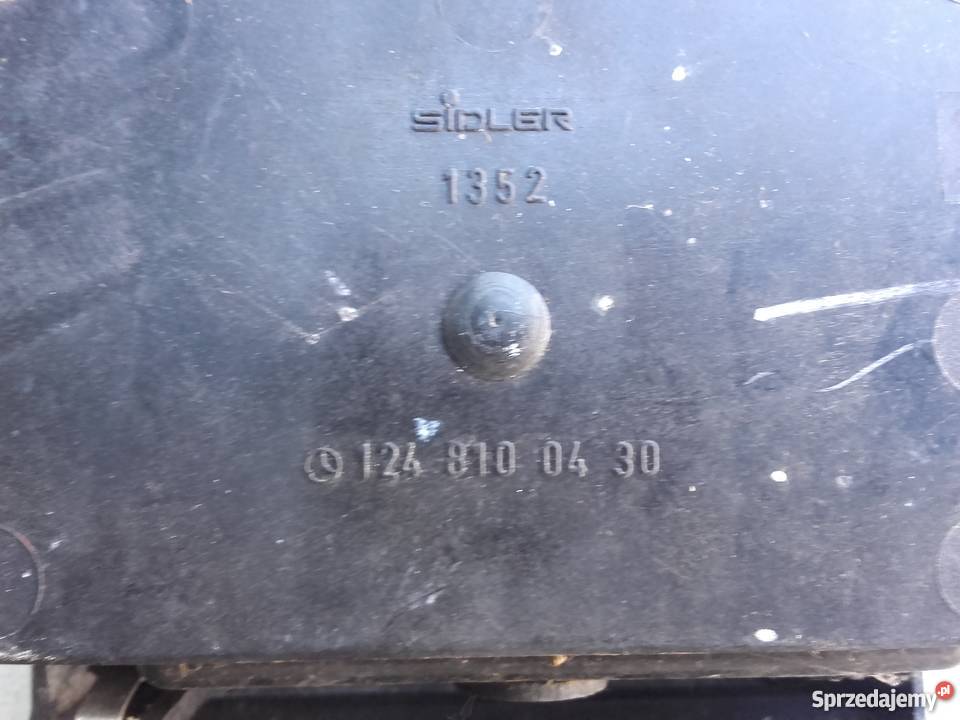 SIDLER
1352
124 810 04 30
Sprzedajemy.pl